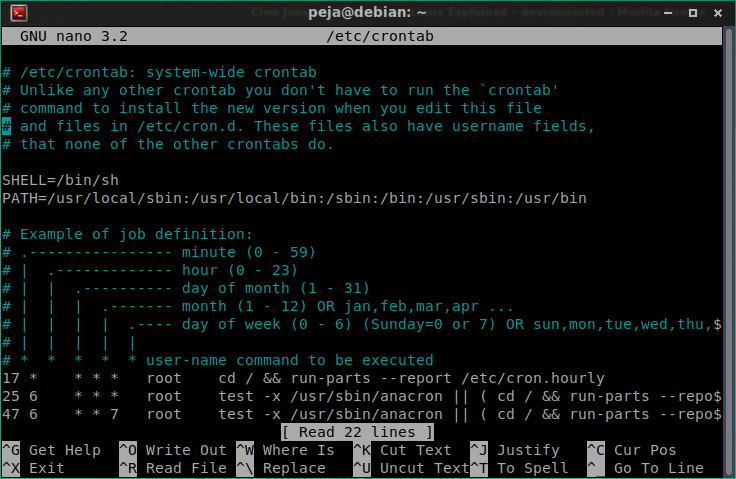 peja@debian: ~
GNU nano 3.2 /etc/crontab
# /etc/crontab: system-wide crontab
# Unlike any other crontab you don't have to run the `crontab'
# command to install the new version when you edit this file
# and files in /etc/cron.d. These files also have username fields,
# that none of the other crontabs do.
SHELL=/bin/sh
PATH=/usr/local/sbin:/usr/local/bin:/sbin:/bin:/usr/sbin:/usr/bin
# Example of job definition:
# .---------------- minute (0 - 59)
# |  .------------- hour (0 - 23)
# |  |  .---------- day of month (1 - 31)
# |  |  |  .------- month (1 - 12) OR jan,feb,mar,apr ...
# |  |  |  |  .---- day of week (0 - 6) (Sunday=0 or 7) OR sun,mon,tue,wed,thu,$
# |  |  |  |  |
# *  *  *  *  * user-name command to be executed
17 *    * * *   root    cd / && run-parts --report /etc/cron.hourly
25 6    * * *   root    test -x /usr/sbin/anacron || ( cd / && run-parts --repo$
47 6    * * 7   root    test -x /usr/sbin/anacron || ( cd / && run-parts --repo$
[ Read 22 lines ]
^G Get Help  ^O Write Out ^W Where Is  ^K Cut Text  ^J Justify   ^C Cur Pos
^X Exit      ^R Read File ^\ Replace   ^U Uncut Text^T To Spell  ^_ Go To Line